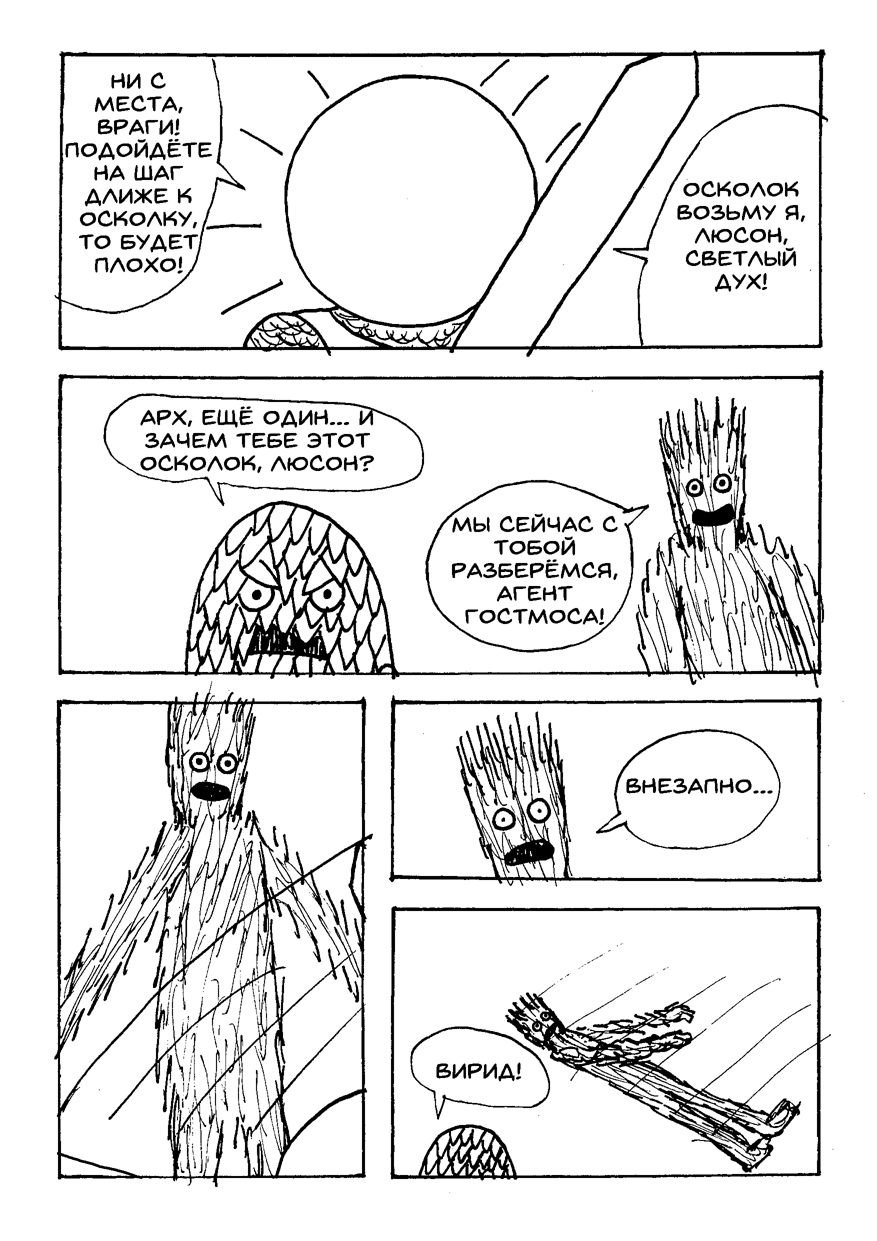 НИ С
МЕСТА,
ВРАГИ!
ПОДОЙДЁТЕ
НА ШАГ
ДЛИЖЕ К
ОСКОЛКУ,
ТО БУДЕТ
ПЛОХО!
ОСКОЛОК
ВОЗЬМУ Я,
ЛЮСОН,
СВЕТЛЫЙ
ДУХ!
АРХ, ЕЩЁ ОДИН... И
ЗАЧЕМ ТЕБЕ ЭТОТ
ОСКОЛОК, ЛЮСОН?
МЫ СЕЙЧАС С
ТОБОЙ
РАЗБЕРЁМСЯ,
АГЕНТ
ГОСТМОСА!
ВНЕЗАПНО...
ВИРИД!